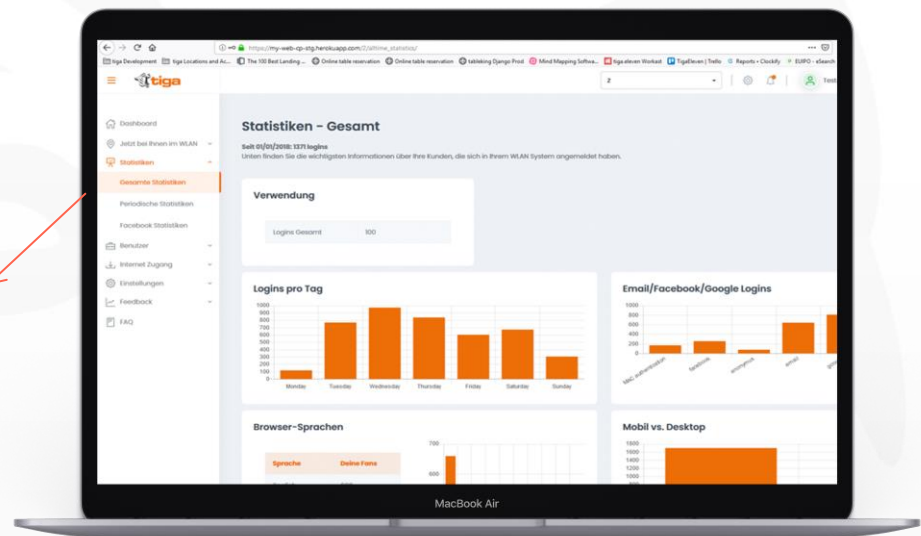 https://my-web-cp-stg.herokuapp.com/Z/alltime_statistics/
tiga Development
tiga Locations and Ac...
The 100 Best Landing ...
Online table reservation
Online table reservation
tableking Django Prod
Mind Mapping Softwa...
tiga.eleven Worked
TigaEleven | Trello
Reports • Clockify
EUIPO - eSearch
tiga
Z
Test
Dashboard
Jetzt bei Ihnen im WLAN
Statistiken
Gesamte Statistiken
Periodische Statistiken
Facebook Statistiken
Benutzer
Internet Zugang
Einstellungen
Feedback
FAQ
Statistiken - Gesamt
Seit 01/01/2018: 1371 logins
Unten finden Sie die wichtigsten Informationen über Ihre Kunden, die sich in Ihrem WLAN System angemeldet haben.
Verwendung
Logins Gesamt 100
Logins pro Tag
1000
900
800
700
600
500
400
300
200
100
0
Monday Tuesday Wednesday Thursday Friday Saturday Sunday
Email/Facebook/Google Logins
1000
800
600
400
200
0
MAC authentication facebook anonymus email
Browser-Sprachen
Sprache Deine Fans
700
600
Mobil vs. Desktop
1800
1600
1400
1200
1000
MacBook Air